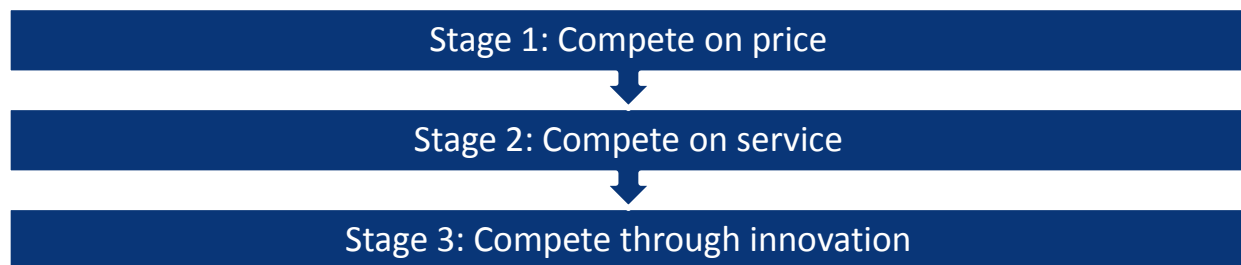 Stage 1: Compete on price
Stage 2: Compete on service
Stage 3: Compete through innovation